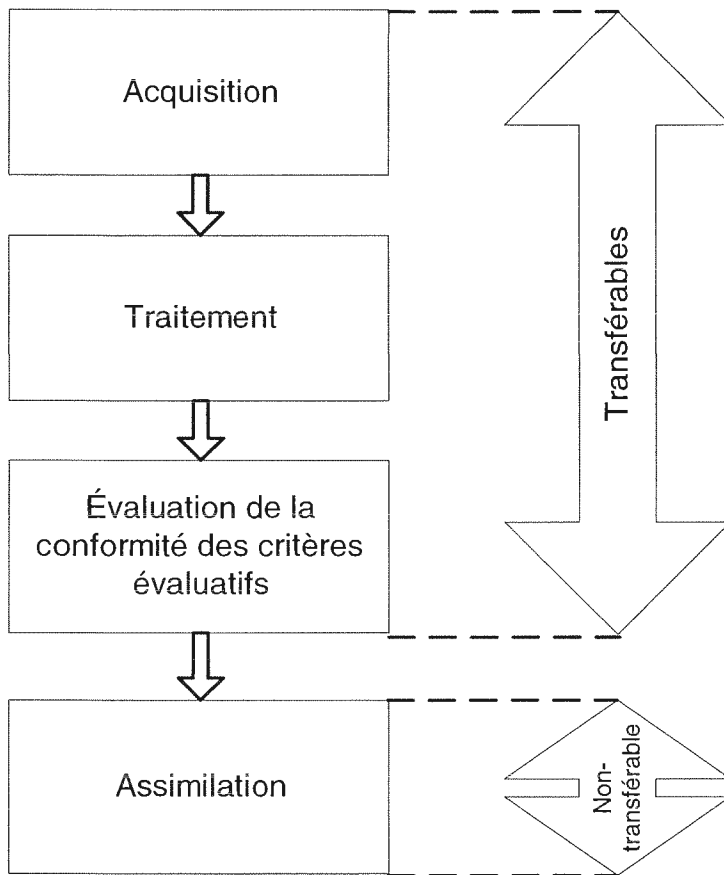 Acquisition
Traitement
Évaluation de la
conformité des critères
évaluatifs
Assimilation
Transférables
Non-
transférable